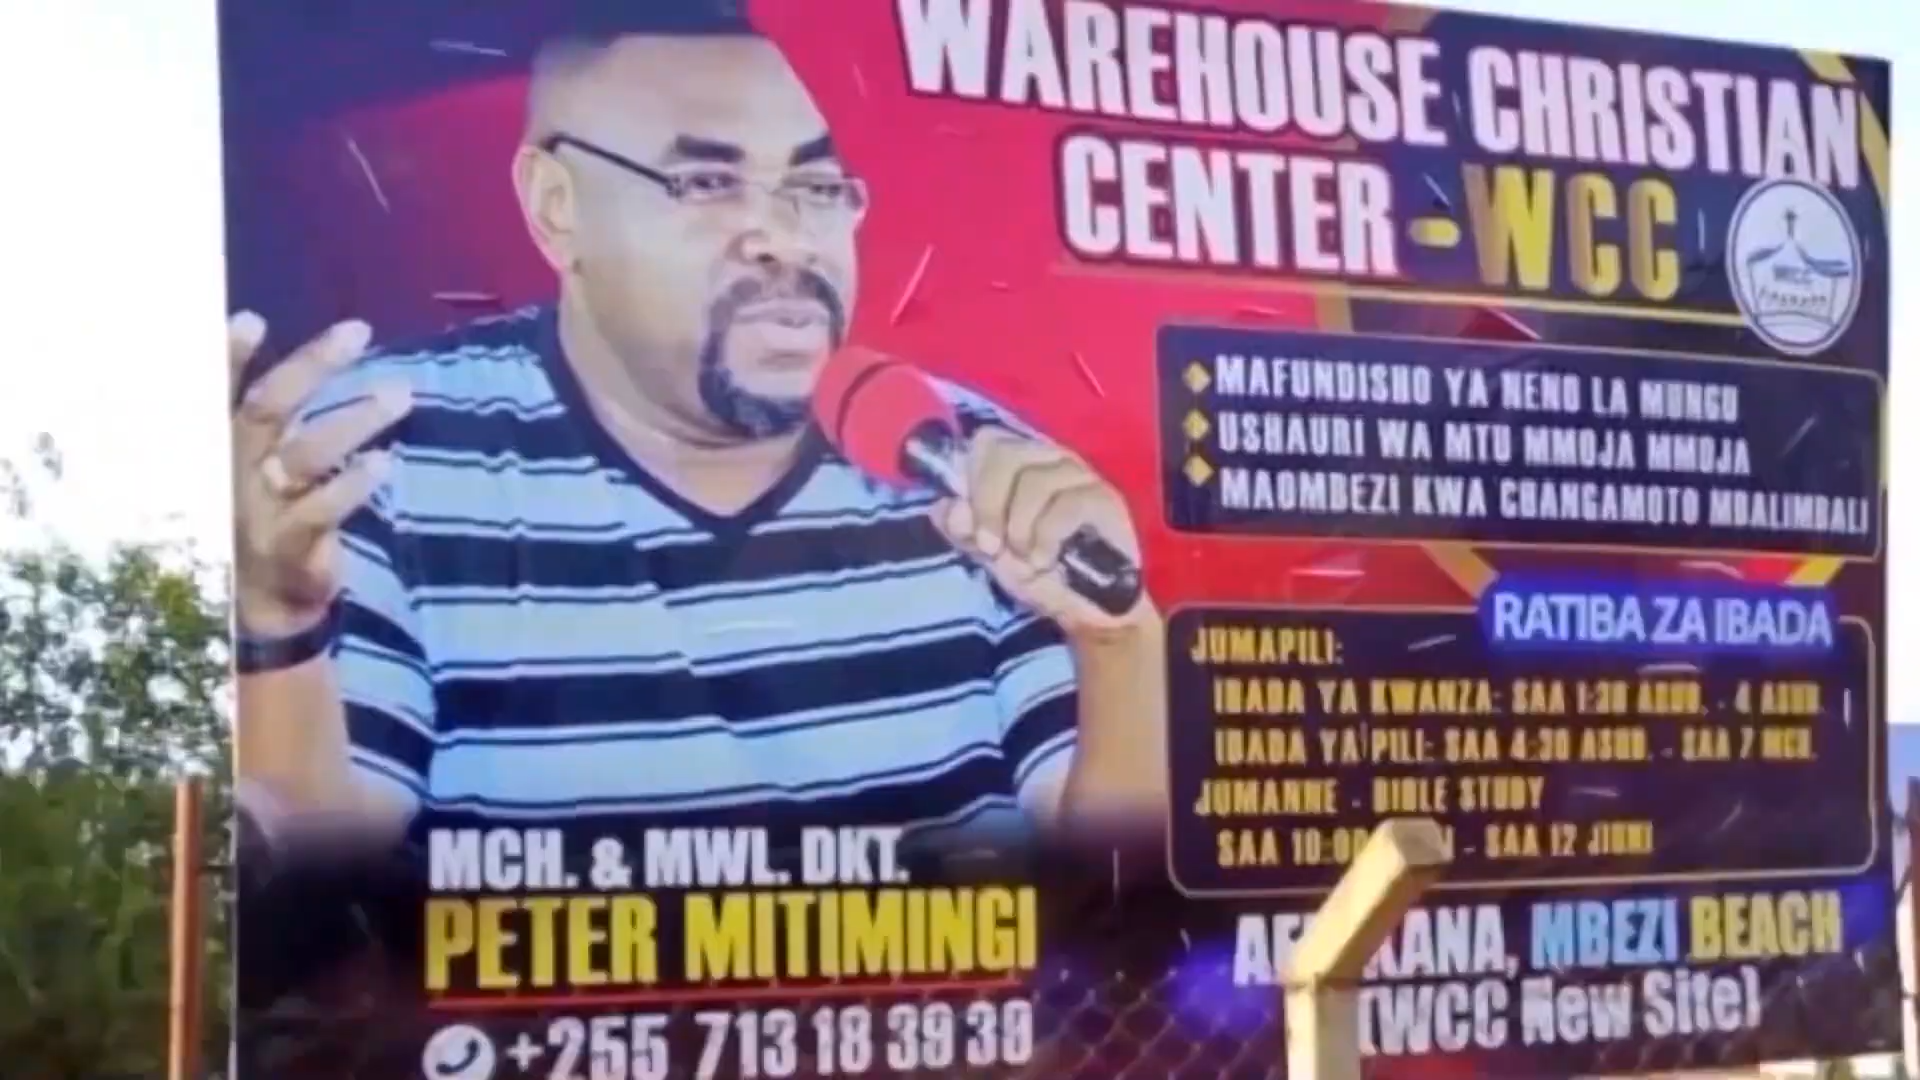 WAREHOUSE CHRISTIAN
CENTER - WCC
WCC
MAFUNDISHO YA NENO LA MUNGU
USHAURI WA MTU MMOJA MMOJA
MAOMBEZI KWA CHANGAMOTO MBALIMBALI
RATIBA ZA IBADA
JUMAPILI:
IBADA YA KWANZA: SAA 1:30 ASUB. - 4 ASUB.
IBADA YA PILI: SAA 4:30 ASUB. - SAA 7 MCH.
JUMANNE - BIBLE STUDY
SAA - SAA 12 JIONI
MBEZI BEACH
(WCC New Site)
MCH. & MWL. DKT.
PETER MITIMINGI
+255 713 18 39 39